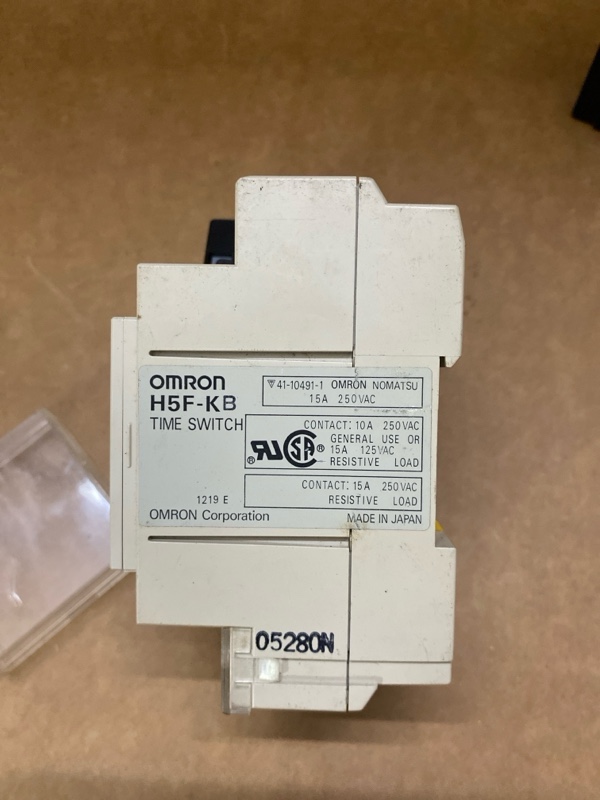 OMRON
H5F-KB
TIME SWITCH
▽41-10491-1 OMRON NOMATSU
15A 250VAC
CONTACT: 10A 250VAC
GENERAL USE OR
15A 125VAC
RESISTIVE LOAD
CONTACT: 15A 250VAC
RESISTIVE LOAD
1219 E
OMRON Corporation
MADE IN JAPAN
05280N